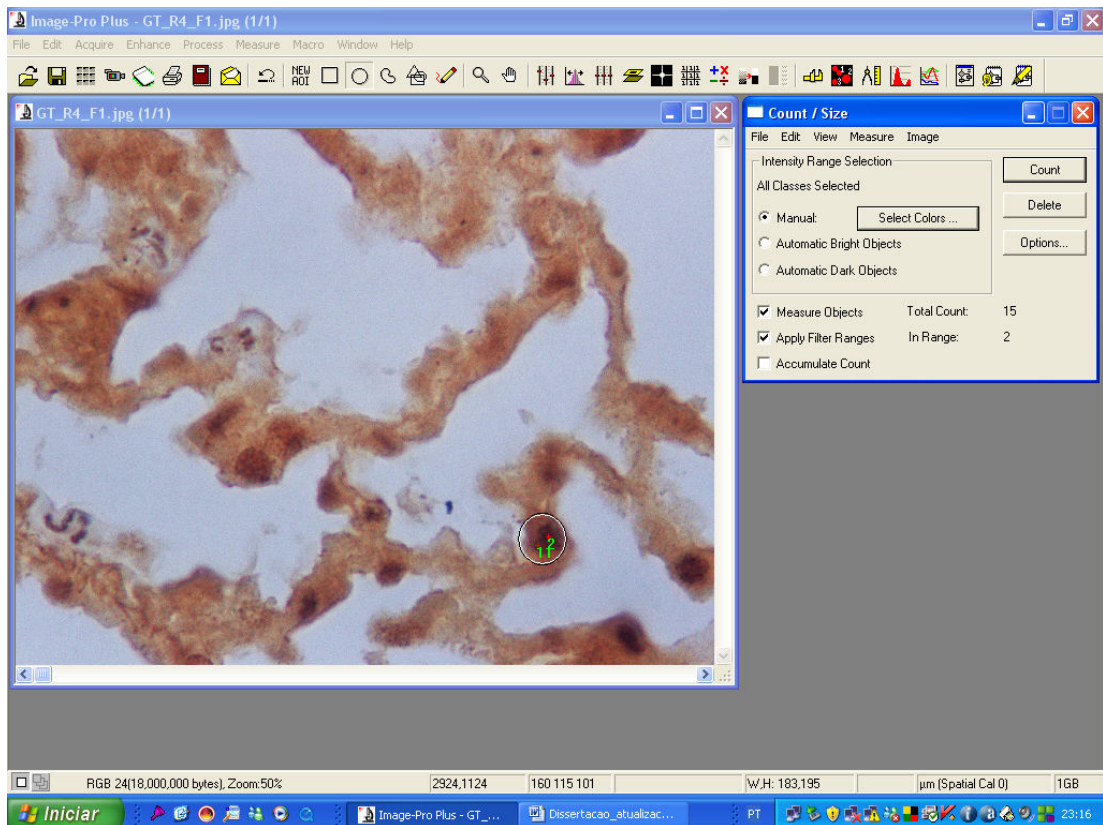 Image-Pro Plus - GT_R4_F1.jpg (1/1)
File Edit Acquire Enhance Process Measure Macro Window Help
NEW
AOI
GT_R4_F1.jpg (1/1)
1 2
Count / Size
File Edit View Measure Image
Intensity Range Selection
Count
All Classes Selected
Delete
Manual: Select Colors ...
Automatic Bright Objects
Options...
Automatic Dark Objects
Measure Objects Total Count: 15
Apply Filter Ranges In Range: 2
Accumulate Count
RGB 24(18,000,000 bytes), Zoom:50% 2924,1124 160 115 101 W,H: 183,195 µm (Spatial Cal 0) 1GB
Iniciar Image-Pro Plus - GT_... Dissertacao_atualizac... PT 23:16